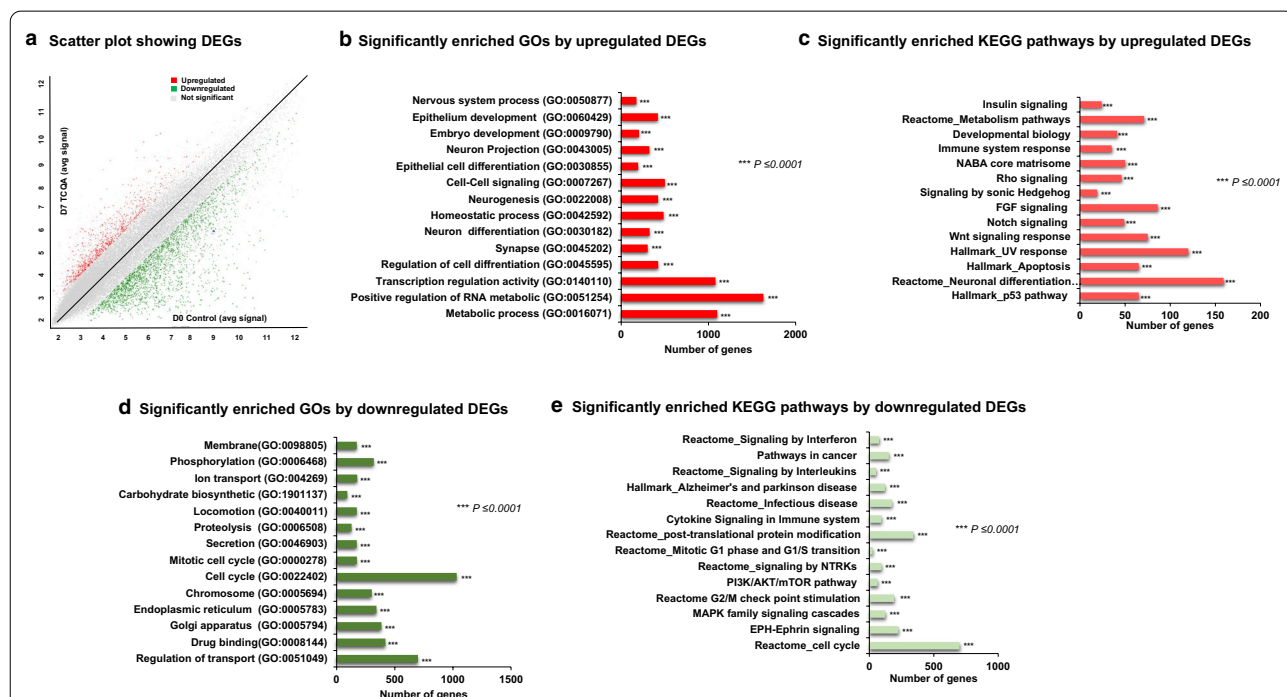 a Scatter plot showing DEGs
Upregulated
Downregulated
Not significant
D7 TCQA (avg signal)
12
11
10
9
8
7
6
5
4
3
2
D0 Control (avg signal)
2 3 4 5 6 7 8 9 10 11 12
b Significantly enriched GOs by upregulated DEGs
Nervous system process (GO:0050877) ***
Epithelium development (GO:0060429) ***
Embryo development (GO:0009790) ***
Neuron Projection (GO:0043005) ***
Epithelial cell differentiation (GO:0030855) ***
Cell-Cell signaling (GO:0007267) ***
Neurogenesis (GO:0022008) ***
Homeostatic process (GO:0042592) ***
Neuron differentiation (GO:0030182) ***
Synapse (GO:0045202) ***
Regulation of cell diffrentiation (GO:0045595) ***
Transcription regulation activity (GO:0140110) ***
Positive regulation of RNA metabolic (GO:0051254) ***
Metabolic process (GO:0016071) ***
*** P ≤0.0001
0 1000 2000
Number of genes
c Significantly enriched KEGG pathways by upregulated DEGs
Insulin signaling ***
Reactome_Metabolism pathways ***
Developmental biology ***
Immune system response ***
NABA core matrisome ***
Rho signaling ***
Signaling by sonic Hedgehog ***
FGF signaling ***
Notch signaling ***
Wnt signaling response ***
Hallmark_UV response ***
Hallmark_Apoptosis ***
Reactome_Neuronal differentiation... ***
Hallmark_p53 pathway ***
*** P ≤0.0001
0 50 100 150 200
Number of genes
d Significantly enriched GOs by downregulated DEGs
Membrane(GO:0098805) ***
Phosphorylation (GO:0006468) ***
Ion transport (GO:004269) ***
Carbohydrate biosynthetic (GO:1901137) ***
Locomotion (GO:0040011) ***
Proteolysis (GO:0006508) ***
Secretion (GO:0046903) ***
Mitotic cell cycle (GO:0000278) ***
Cell cycle (GO:0022402) ***
Chromosome (GO:0005694) ***
Endoplasmic reticulum (GO:0005783) ***
Golgi apparatus (GO:0005794) ***
Drug binding(GO:0008144) ***
Regulation of transport (GO:0051049) ***
*** P ≤0.0001
0 500 1000 1500
Number of genes
e Significantly enriched KEGG pathways by downregulated DEGs
Reactome_Signaling by Interferon ***
Pathways in cancer ***
Reactome_Signaling by Interleukins ***
Hallmark_Alzheimer's and parkinson disease ***
Reactome_Infectious disease ***
Cytokine Signaling in Immune system ***
Reactome_post-translational protein modification ***
Reactome_Mitotic G1 phase and G1/S transition ***
Reactome_signaling by NTRKs ***
PI3K/AKT/mTOR pathway ***
Reactome G2/M check point stimulation ***
MAPK family signaling cascades ***
EPH-Ephrin signaling ***
Reactome_cell cycle ***
*** P ≤0.0001
0 500 1000
Number of genes